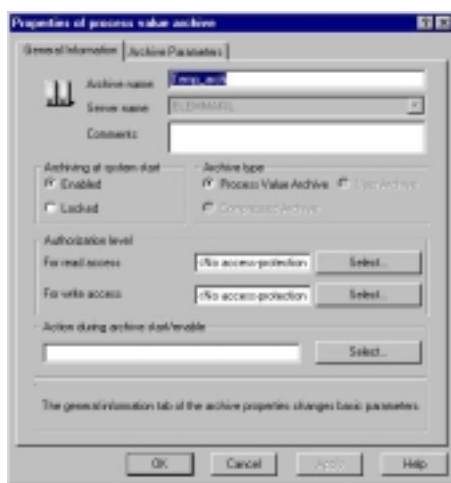 Properties of process value archive
General Information Archive Parameters
Archive name
Server name
Comments
Archiving at system start
Archive type
Enabled
Process Value Archive
User Archive
Locked
Compressed Archive
Authorization level
For read access <No access-protection Select...
For write access <No access-protection Select...
Action during archive start/enable
Select...
The general information tab of the archive properties changes basic parameters.
OK Cancel Apply Help